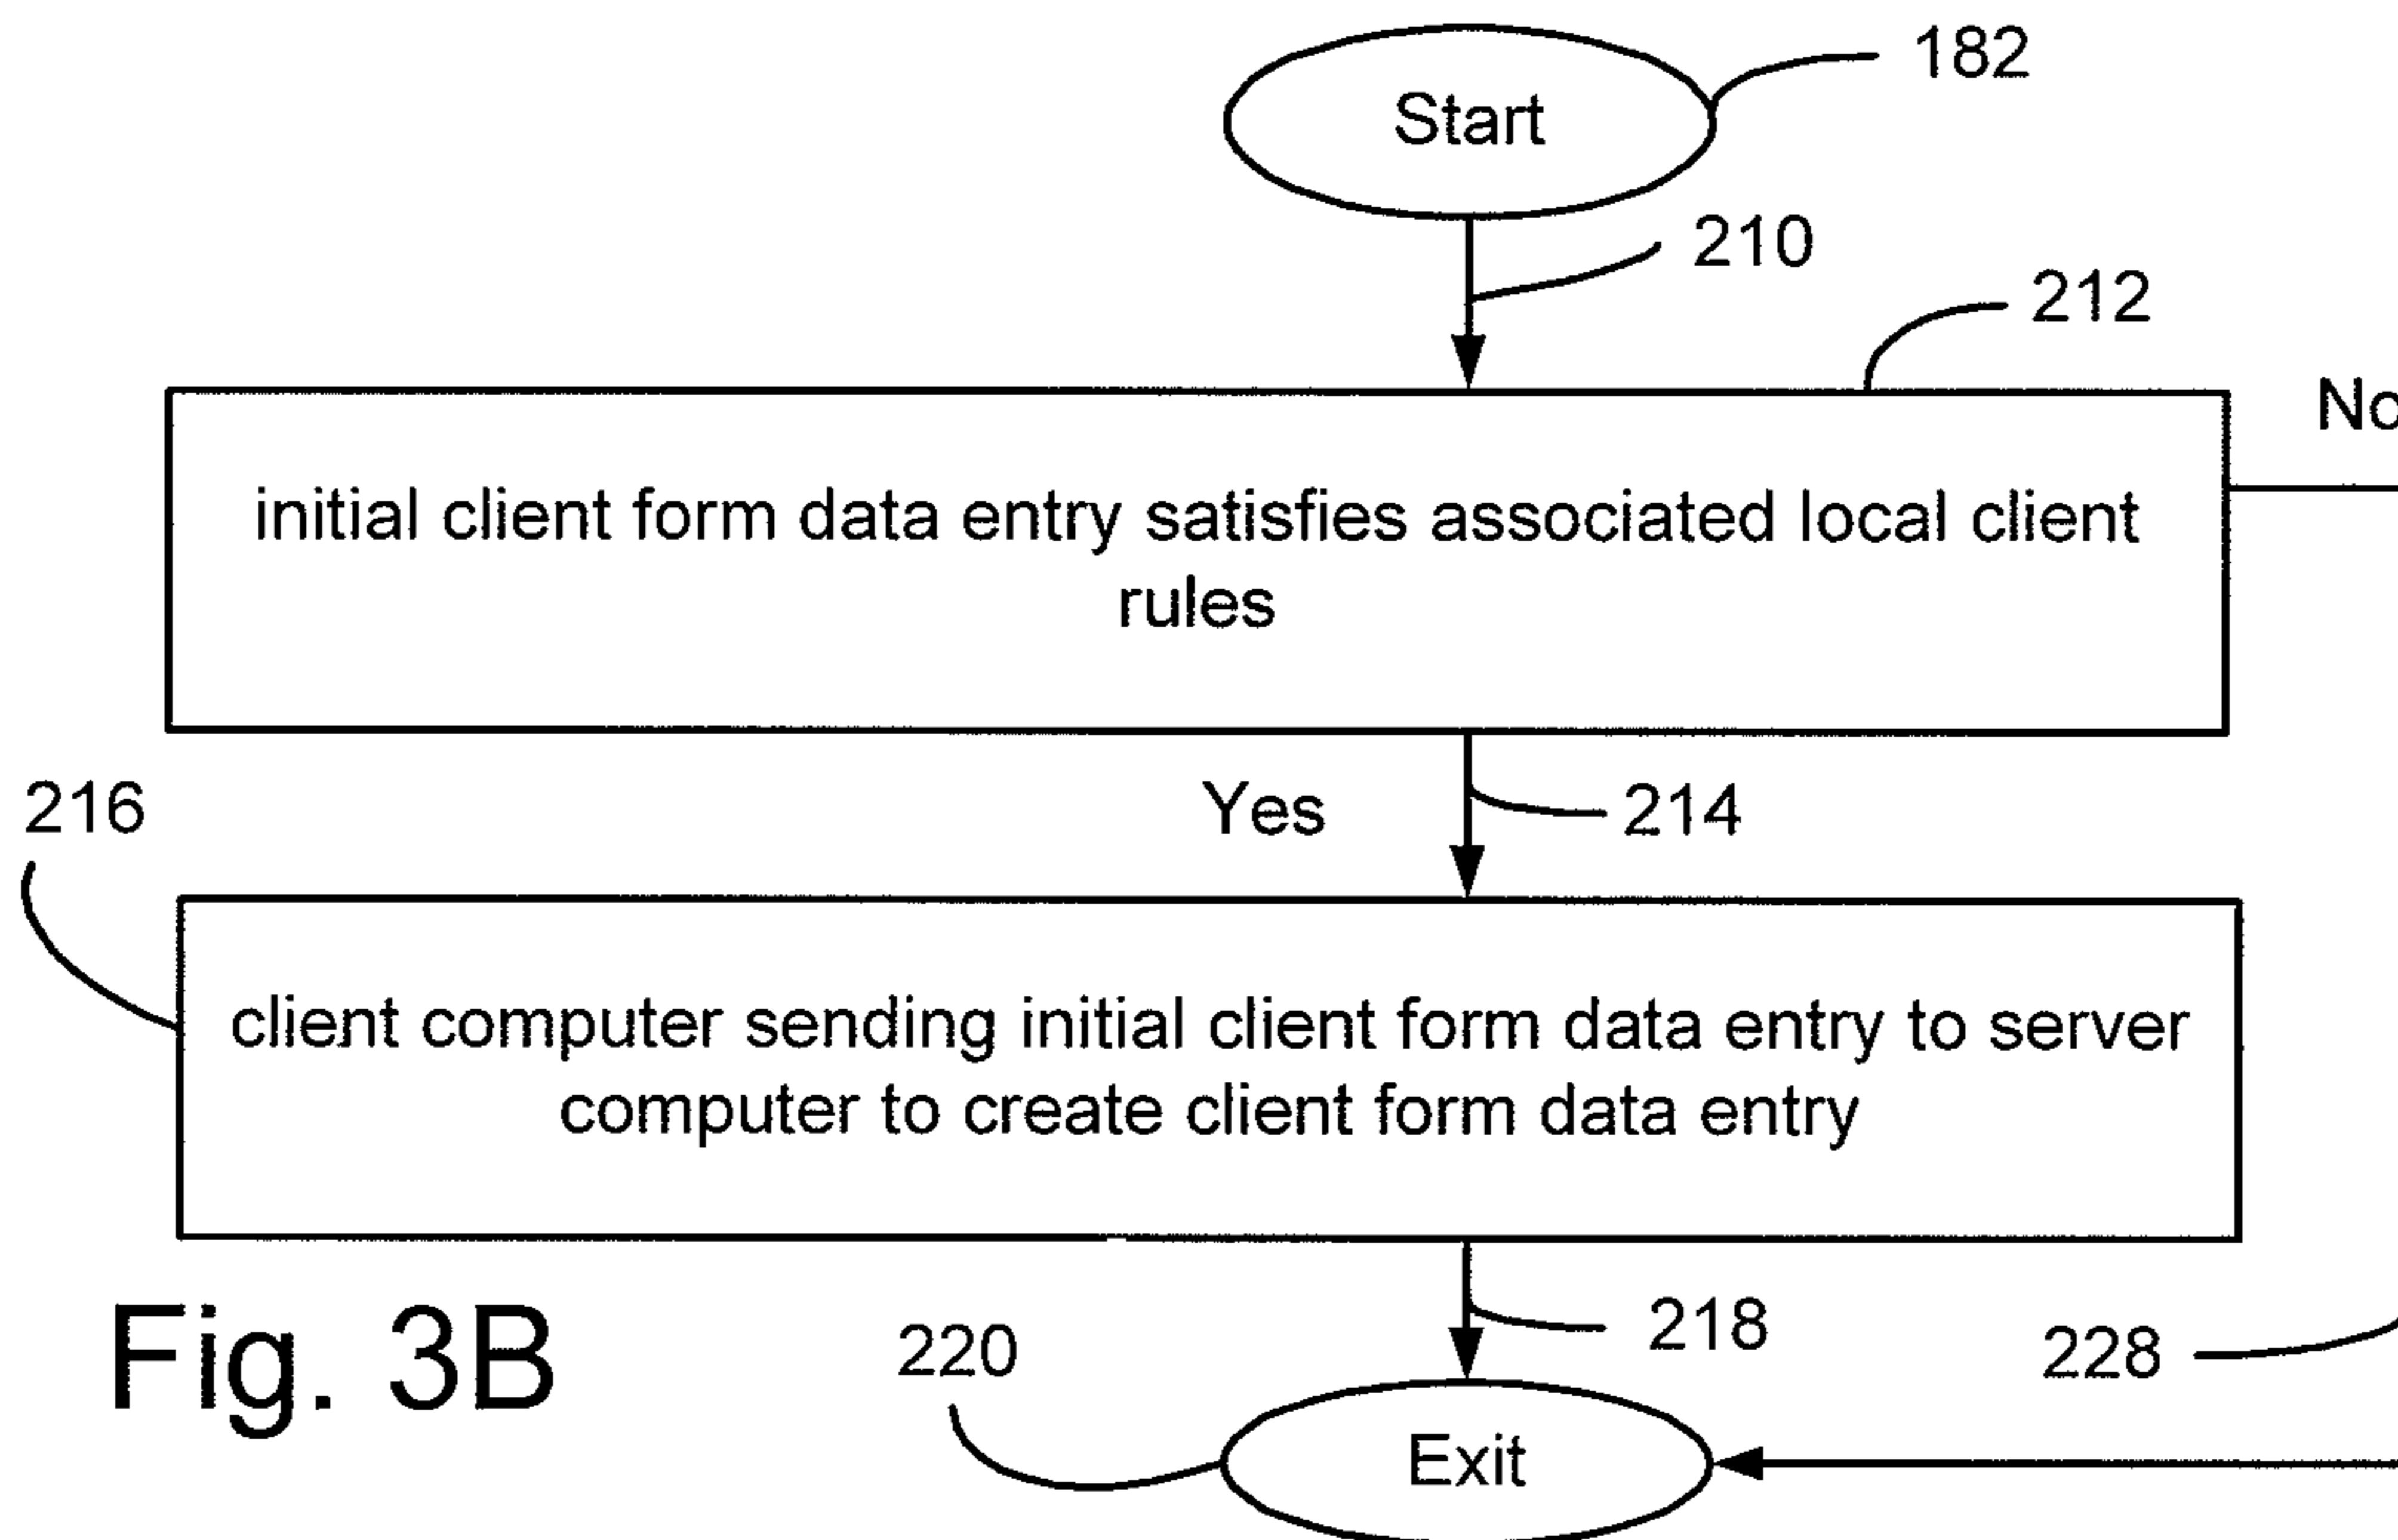 182
Start
210
212
No
initial client form data entry satisfies associated local client
rules
216
Yes
214
client computer sending initial client form data entry to server
computer to create client form data entry
Fig. 3B
218
220
228
Exit